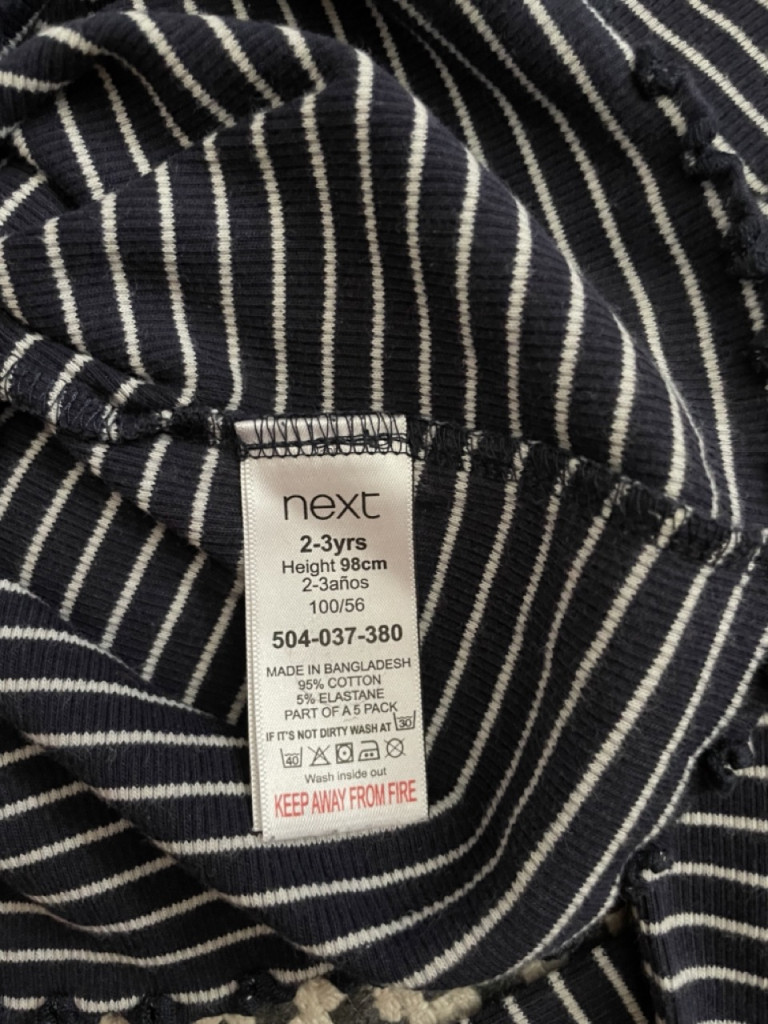 next
2-3yrs
Height 98cm
2-3años
100/56
504-037-380
MADE IN BANGLADESH
95% COTTON
5% ELASTANE
PART OF A 5 PACK
IF IT'S NOT DIRTY WASH AT 30
40
Wash inside out
KEEP AWAY FROM FIRE